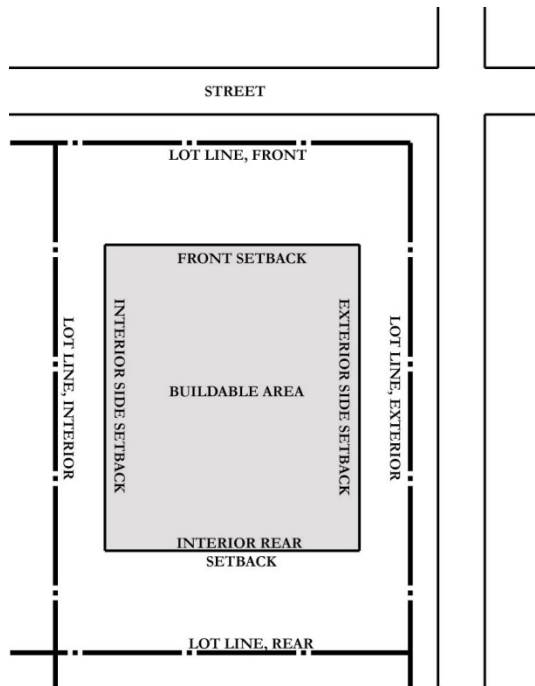 STREET
LOT LINE, FRONT
FRONT SETBACK
LOT LINE, INTERIOR
INTERIOR SIDE SETBACK
BUILDABLE AREA
EXTERIOR SIDE SETBACK
LOT LINE, EXTERIOR
INTERIOR REAR
SETBACK
LOT LINE, REAR